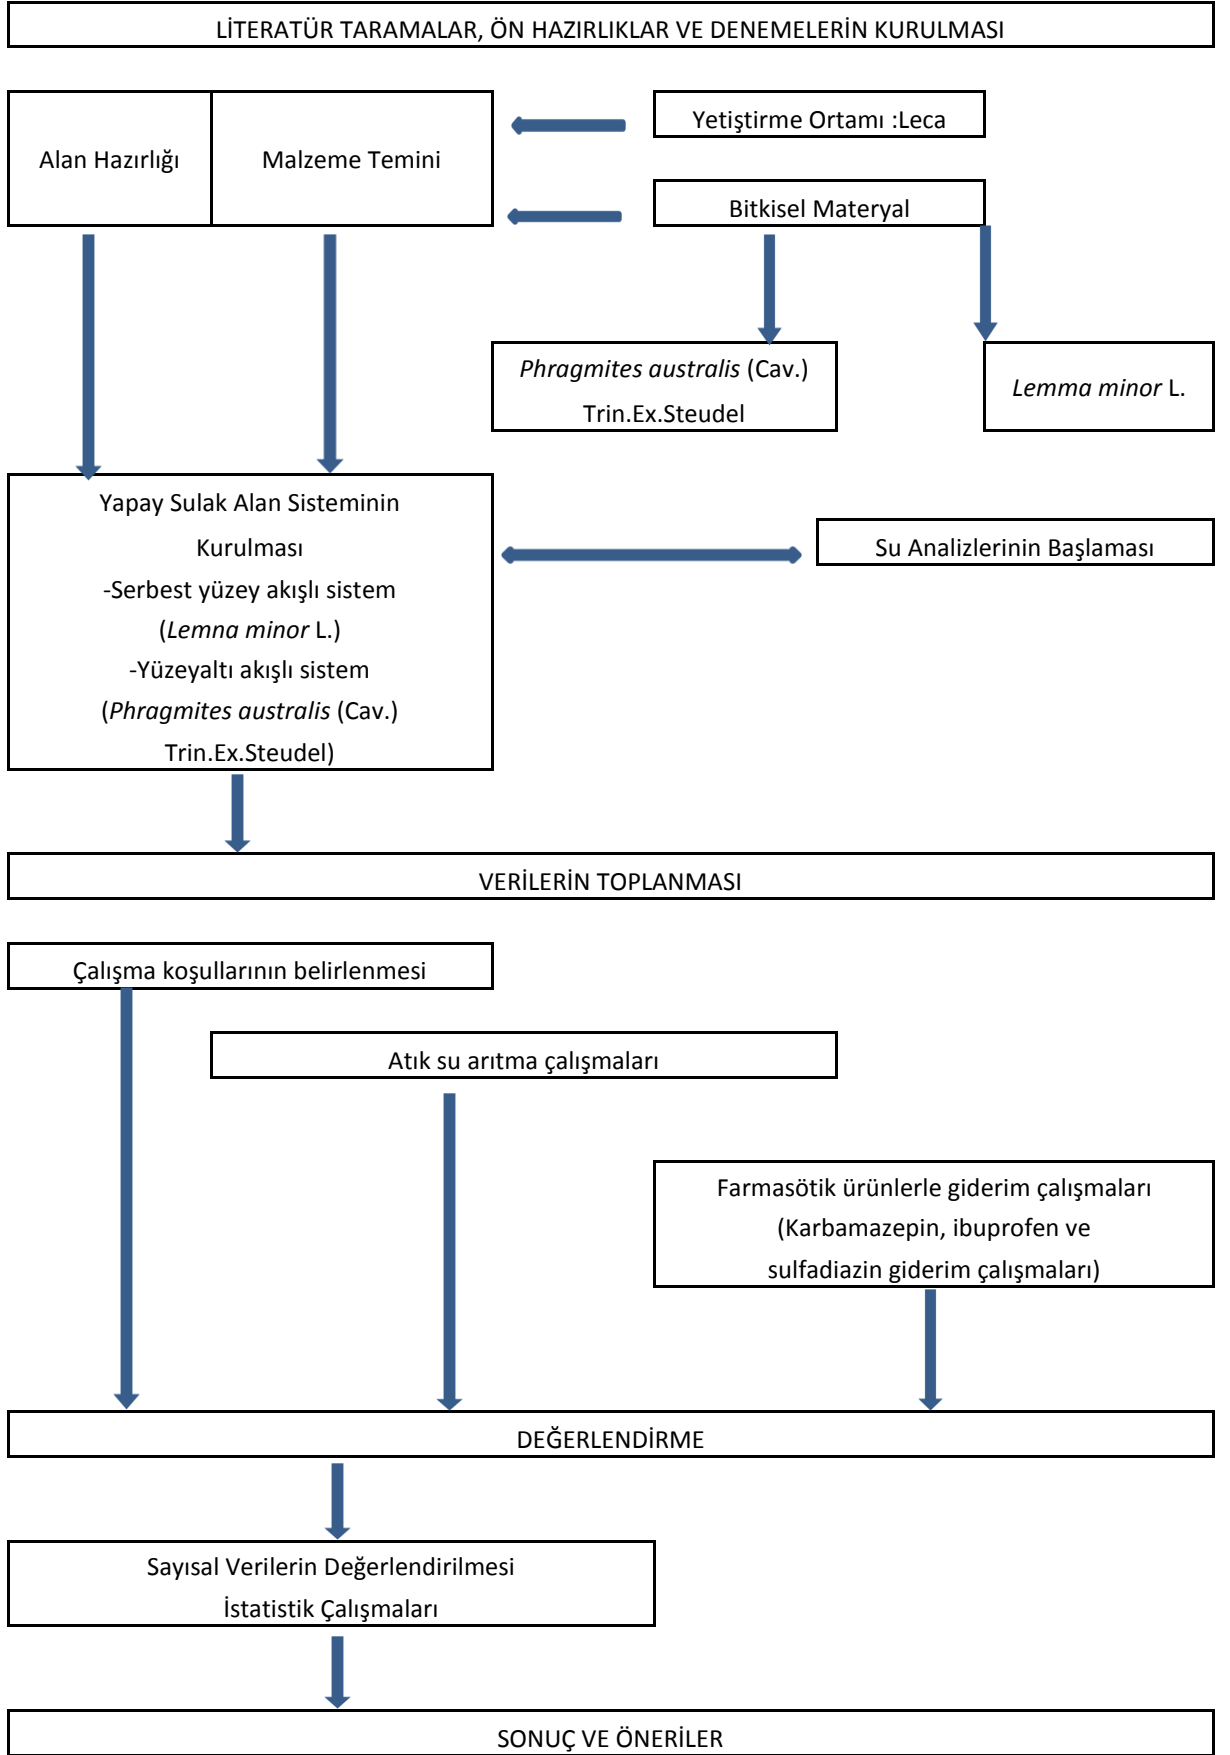 LİTERATÜR TARAMALAR, ÖN HAZIRLIKLAR VE DENEMELERİN KURULMASI
Alan Hazırlığı
Malzeme Temini
Yetiştirme Ortamı :Leca
Bitkisel Materyal
Phragmites australis (Cav.)
Trin.Ex.Steudel
Lemma minor L.
Yapay Sulak Alan Sisteminin
Kurulması
-Serbest yüzey akışlı sistem
(Lemna minor L.)
-Yüzeyaltı akışlı sistem
(Phragmites australis (Cav.)
Trin.Ex.Steudel)
Su Analizlerinin Başlaması
VERİLERİN TOPLANMASI
Çalışma koşullarının belirlenmesi
Atık su arıtma çalışmaları
Farmasötik ürünlerle giderim çalışmaları
(Karbamazepin, ibuprofen ve
sulfadiazin giderim çalışmaları)
DEĞERLENDİRME
Sayısal Verilerin Değerlendirilmesi
İstatistik Çalışmaları
SONUÇ VE ÖNERİLER